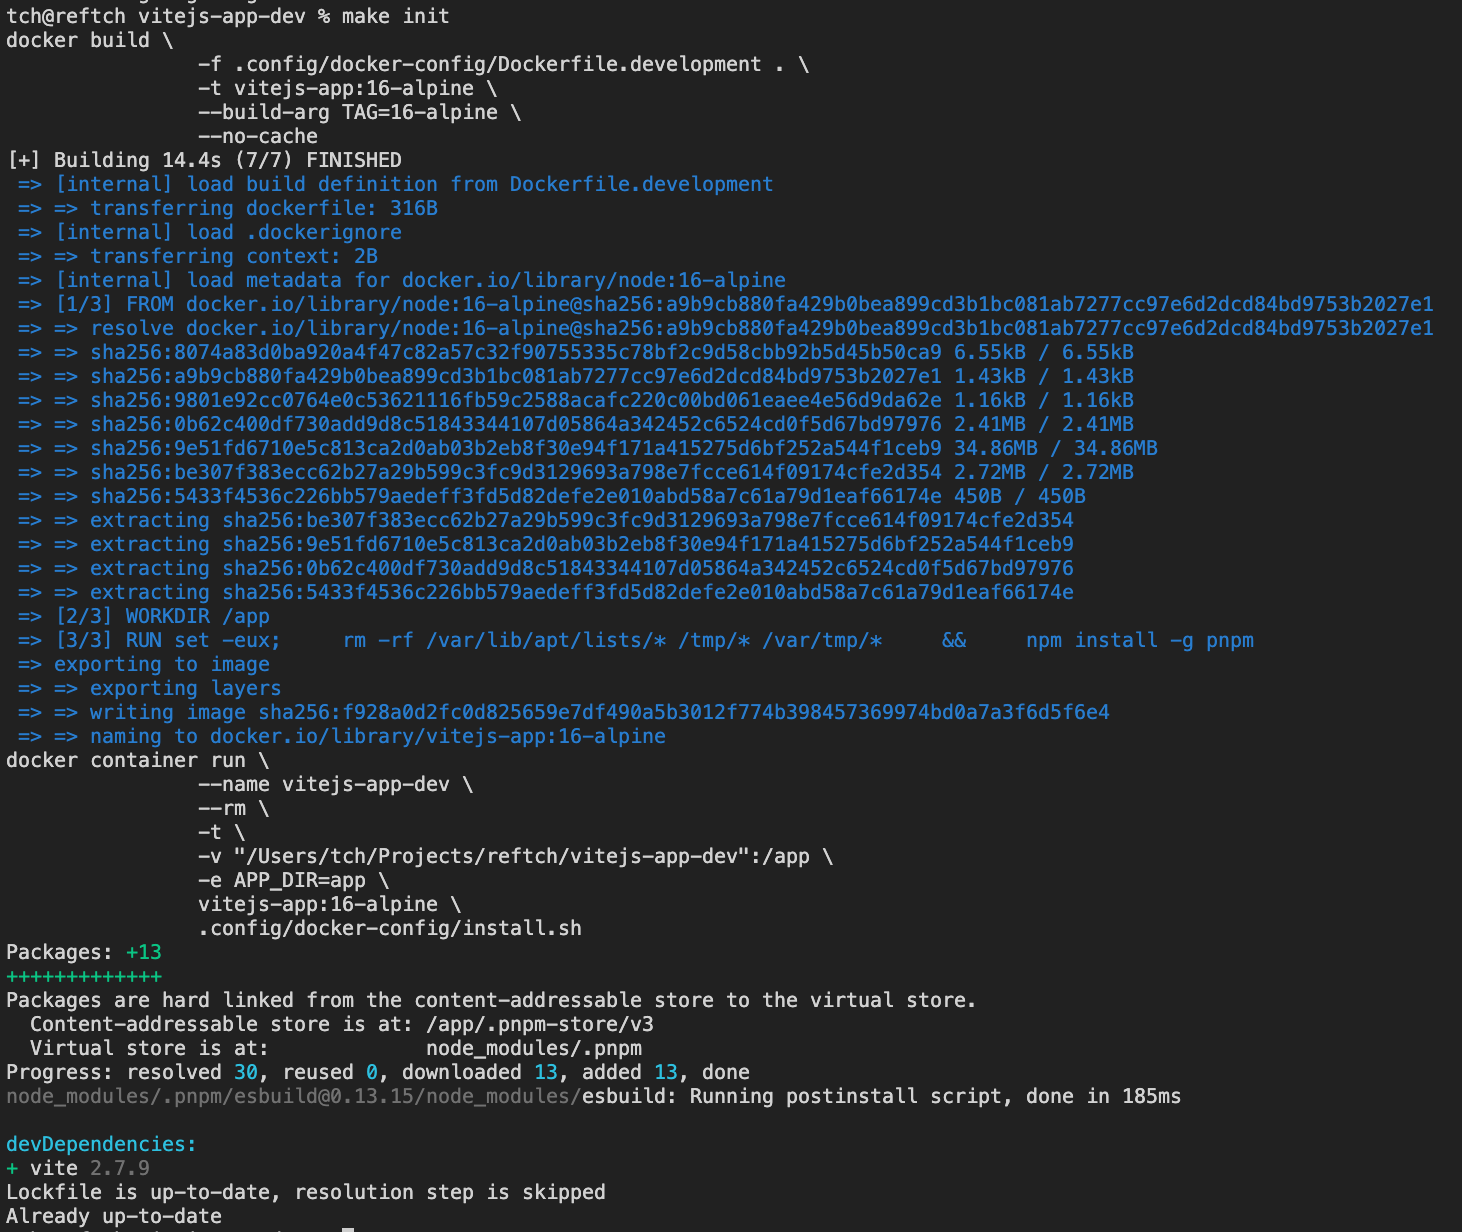 tch@reftch vitejs-app-dev % make init
docker build \
-f .config/docker-config/Dockerfile.development . \
-t vitejs-app:16-alpine \
--build-arg TAG=16-alpine \
--no-cache
[+] Building 14.4s (7/7) FINISHED
=> [internal] load build definition from Dockerfile.development
=> => transferring dockerfile: 316B
=> [internal] load .dockerignore
=> => transferring context: 2B
=> [internal] load metadata for docker.io/library/node:16-alpine
=> [1/3] FROM docker.io/library/node:16-alpine@sha256:a9b9cb880fa429b0bea899cd3b1bc081ab7277cc97e6d2dcd84bd9753b2027e1
=> => resolve docker.io/library/node:16-alpine@sha256:a9b9cb880fa429b0bea899cd3b1bc081ab7277cc97e6d2dcd84bd9753b2027e1
=> => sha256:8074a83d0ba920a4f47c82a57c32f90755335c78bf2c9d58cbb92b5d45b50ca9 6.55kB / 6.55kB
=> => sha256:a9b9cb880fa429b0bea899cd3b1bc081ab7277cc97e6d2dcd84bd9753b2027e1 1.43kB / 1.43kB
=> => sha256:9801e92cc0764e0c53621116fb59c2588acafc220c00bd061eaee4e56d9da62e 1.16kB / 1.16kB
=> => sha256:0b62c400df730add9d8c51843344107d05864a342452c6524cd0f5d67bd97976 2.41MB / 2.41MB
=> => sha256:9e51fd6710e5c813ca2d0ab03b2eb8f30e94f171a415275d6bf252a544f1ceb9 34.86MB / 34.86MB
=> => sha256:be307f383ecc62b27a29b599c3fc9d3129693a798e7fcce614f09174cfe2d354 2.72MB / 2.72MB
=> => sha256:5433f4536c226bb579aedeff3fd5d82defe2e010abd58a7c61a79d1eaf66174e 450B / 450B
=> => extracting sha256:be307f383ecc62b27a29b599c3fc9d3129693a798e7fcce614f09174cfe2d354
=> => extracting sha256:9e51fd6710e5c813ca2d0ab03b2eb8f30e94f171a415275d6bf252a544f1ceb9
=> => extracting sha256:0b62c400df730add9d8c51843344107d05864a342452c6524cd0f5d67bd97976
=> => extracting sha256:5433f4536c226bb579aedeff3fd5d82defe2e010abd58a7c61a79d1eaf66174e
=> [2/3] WORKDIR /app
=> [3/3] RUN set -eux;     rm -rf /var/lib/apt/lists/* /tmp/* /var/tmp/*     &&     npm install -g pnpm
=> exporting to image
=> => exporting layers
=> => writing image sha256:f928a0d2fc0d825659e7df490a5b3012f774b398457369974bd0a7a3f6d5f6e4
=> => naming to docker.io/library/vitejs-app:16-alpine
docker container run \
--name vitejs-app-dev \
--rm \
-t \
-v "/Users/tch/Projects/reftch/vitejs-app-dev":/app \
-e APP_DIR=app \
vitejs-app:16-alpine \
.config/docker-config/install.sh
Packages: +13
+++++++++++++
Packages are hard linked from the content-addressable store to the virtual store.
Content-addressable store is at: /app/.pnpm-store/v3
Virtual store is at:             node_modules/.pnpm
Progress: resolved 30, reused 0, downloaded 13, added 13, done
node_modules/.pnpm/esbuild@0.13.15/node_modules/esbuild: Running postinstall script, done in 185ms
devDependencies:
+ vite 2.7.9
Lockfile is up-to-date, resolution step is skipped
Already up-to-date